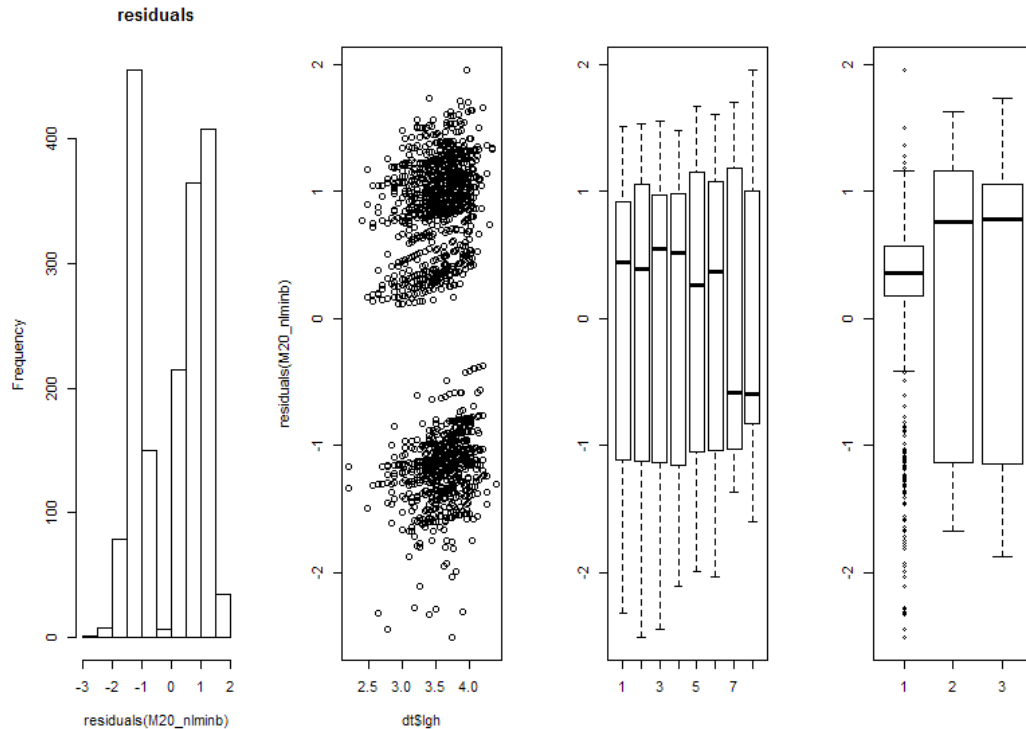 residuals
Frequency
400
300
200
100
0
-3 -2 -1 0 1 2
residuals(M20_nlminb)
residuals(M20_nlminb)
2
1
0
-1
-2
2.5 3.0 3.5 4.0
dt$lgh
2
1
0
-1
-2
1 3 5 7
2
1
0
-1
-2
1 2 3